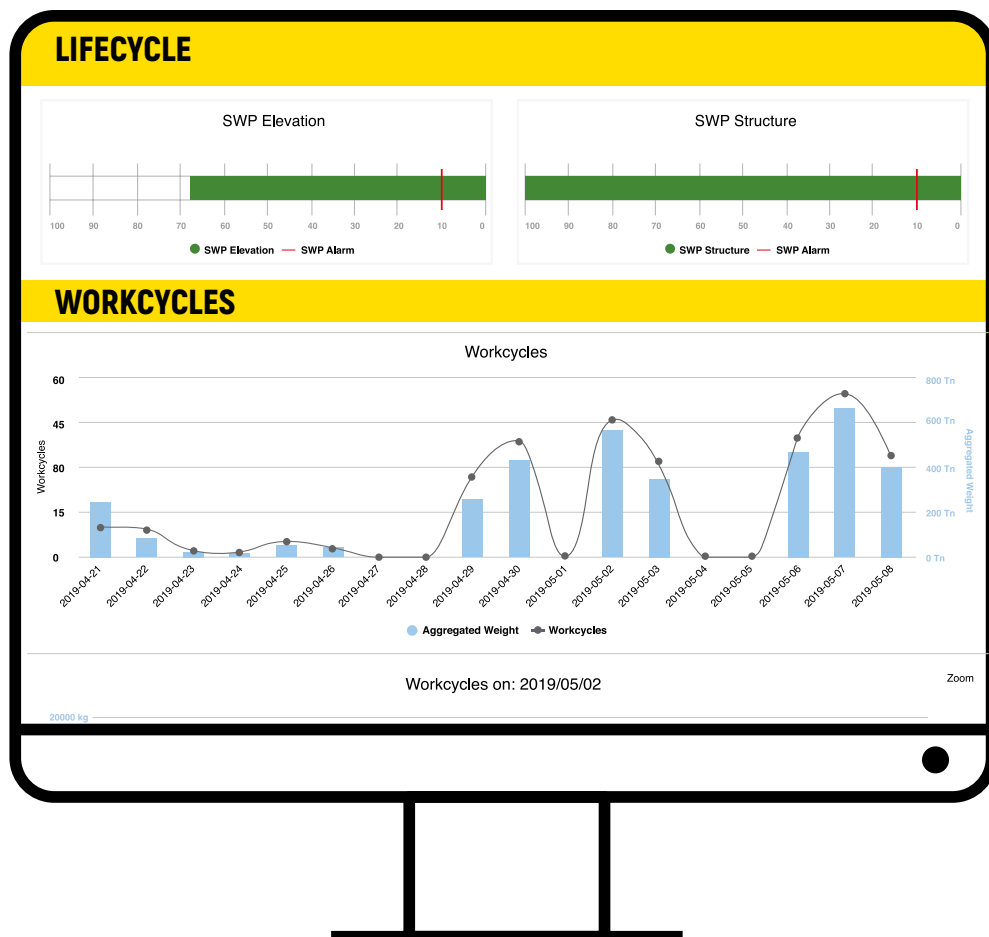 LIFECYCLE
SWP Elevation
100 90 80 70 60 50 40 30 20 10 0
SWP Elevation SWP Alarm
SWP Structure
100 90 80 70 60 50 40 30 20 10 0
SWP Structure SWP Alarm
WORKCYCLES
Workcycles
60
45
80
15
0
Workcycles
800 Tn
600 Tn
400 Tn
200 Tn
0 Tn
Aggregated Weight
2019-04-21 2019-04-22 2019-04-23 2019-04-24 2019-04-25 2019-04-26 2019-04-27 2019-04-28 2019-04-29 2019-04-30 2019-05-01 2019-05-02 2019-05-03 2019-05-04 2019-05-05 2019-05-06 2019-05-07 2019-05-08
Aggregated Weight Workcycles
Workcycles on: 2019/05/02
Zoom
20000 kg